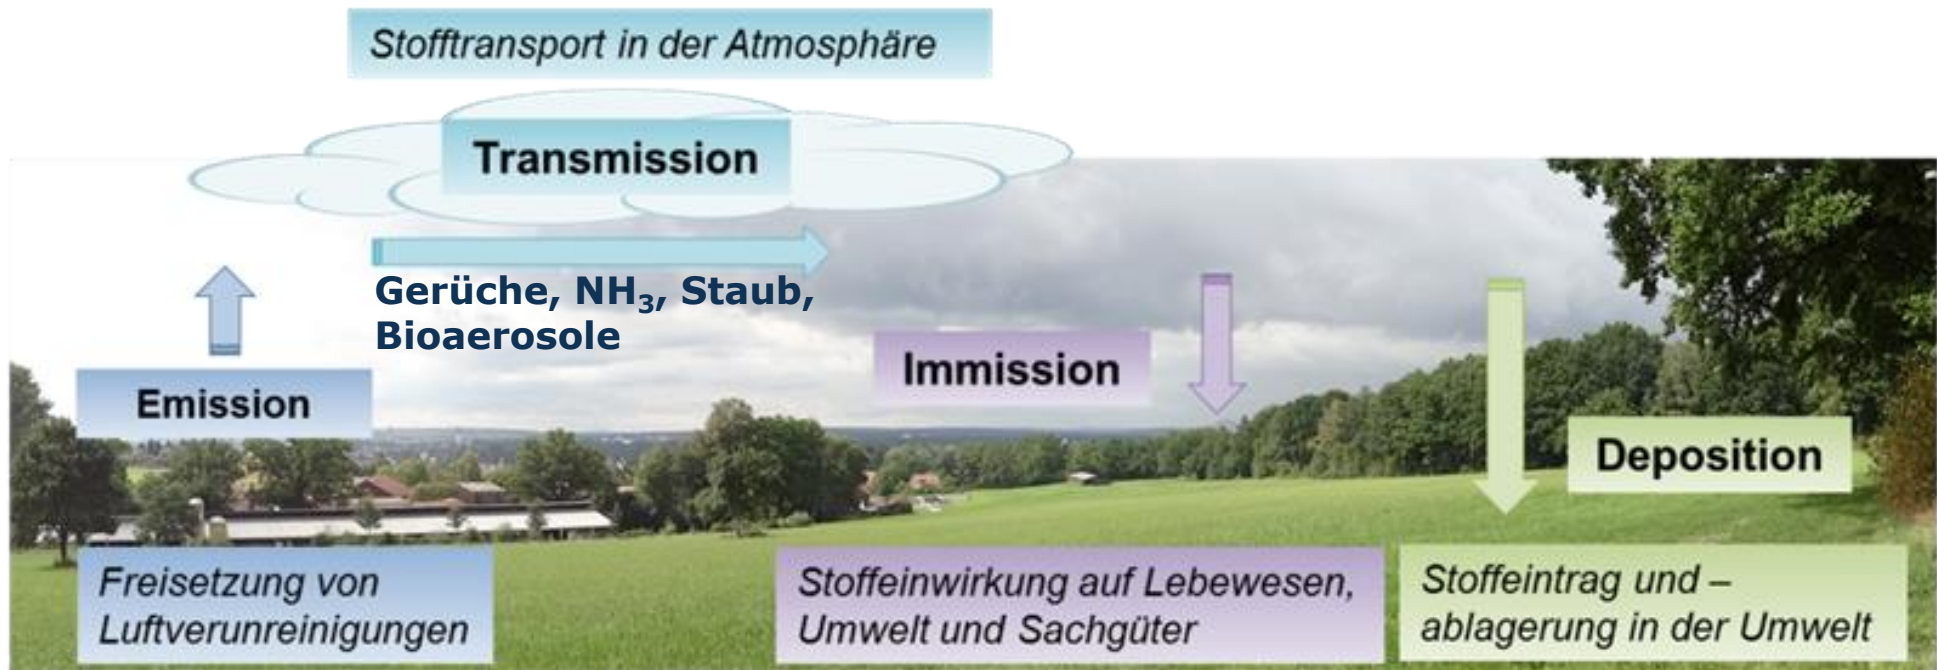 Stofftransport in der Atmosphäre
Transmission
Gerüche, NH₃, Staub,
Bioaerosole
Emission
Immission
Deposition
Freisetzung von
Luftverunreinigungen
Stoffeinwirkung auf Lebewesen,
Umwelt und Sachgüter
Stoffeintrag und –
ablagerung in der Umwelt